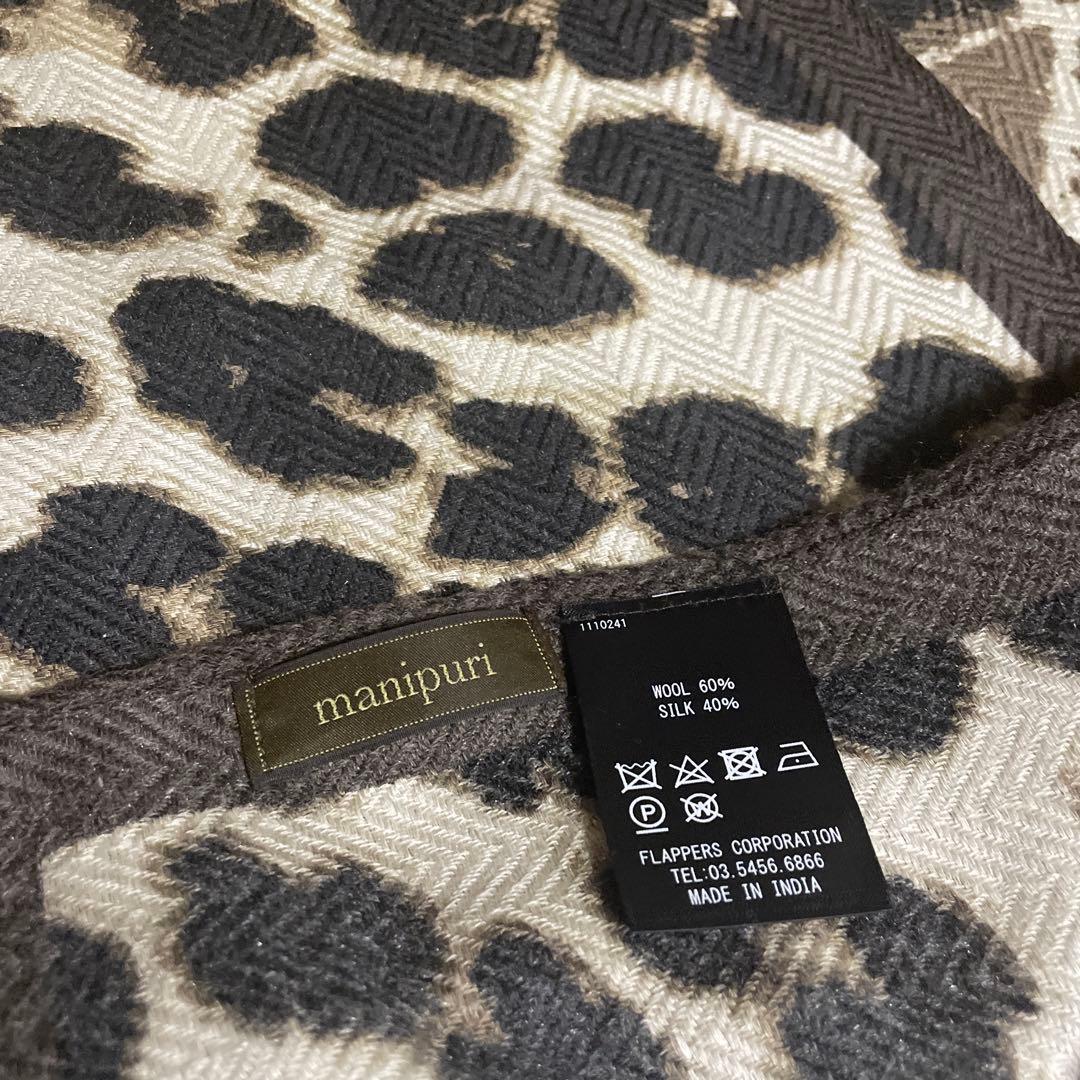 manipuri
1110241
WOOL 60%
SILK 40%
P
W
FLAPPERS CORPORATION
TEL:03.5456.6866
MADE IN INDIA